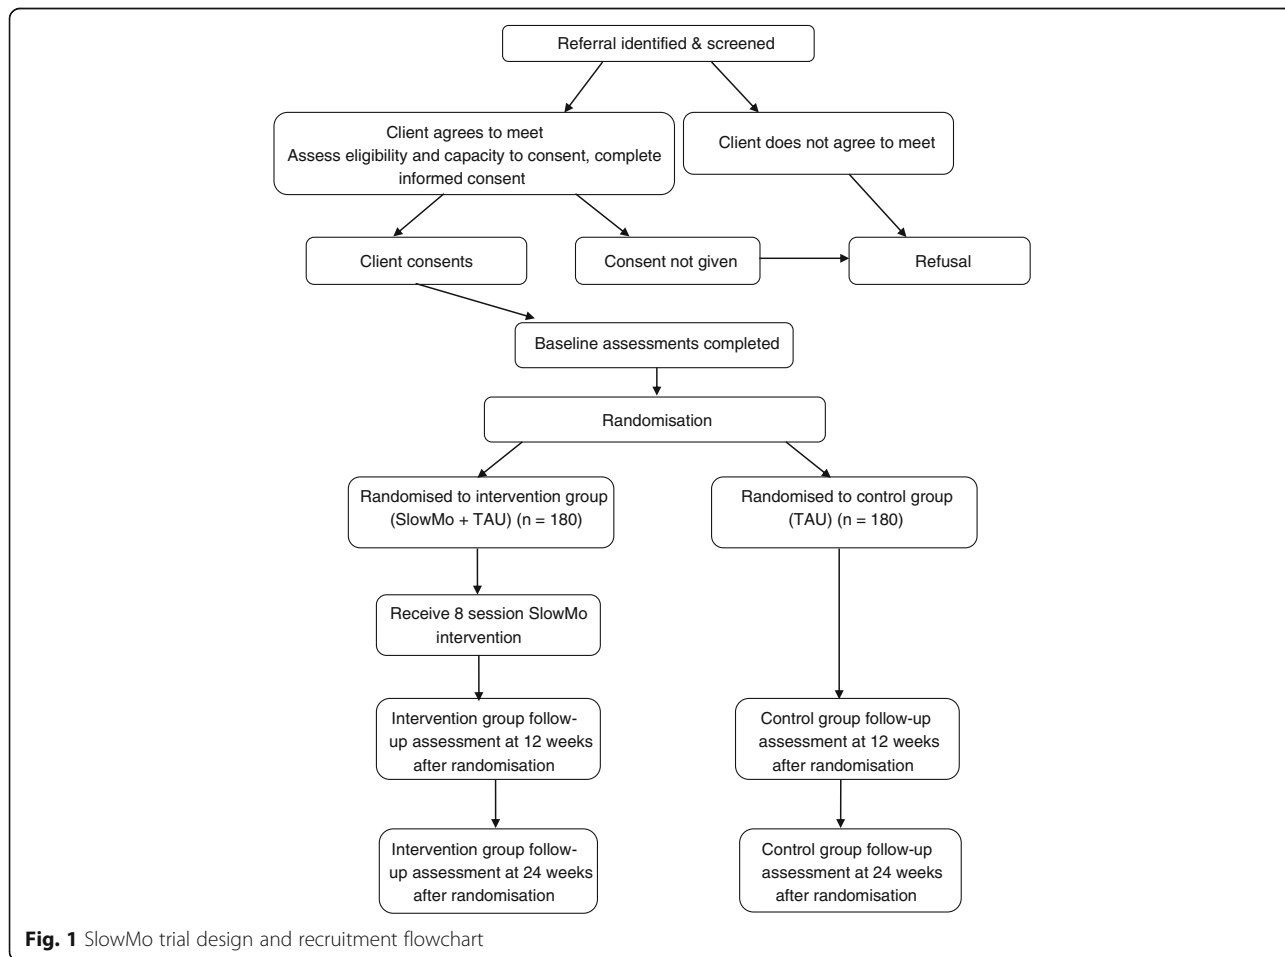 Referral identified & screened
Client agrees to meet
Assess eligibility and capacity to consent, complete
informed consent
Client does not agree to meet
Client consents
Consent not given
Refusal
Baseline assessments completed
Randomisation
Randomised to intervention group
(SlowMo + TAU) (n = 180)
Randomised to control group
(TAU) (n = 180)
Receive 8 session SlowMo
intervention
Intervention group follow-
up assessment at 12 weeks
after randomisation
Control group follow-up
assessment at 12 weeks
after randomisation
Intervention group follow-
up assessment at 24 weeks
after randomisation
Control group follow-up
assessment at 24 weeks
after randomisation
Fig. 1 SlowMo trial design and recruitment flowchart